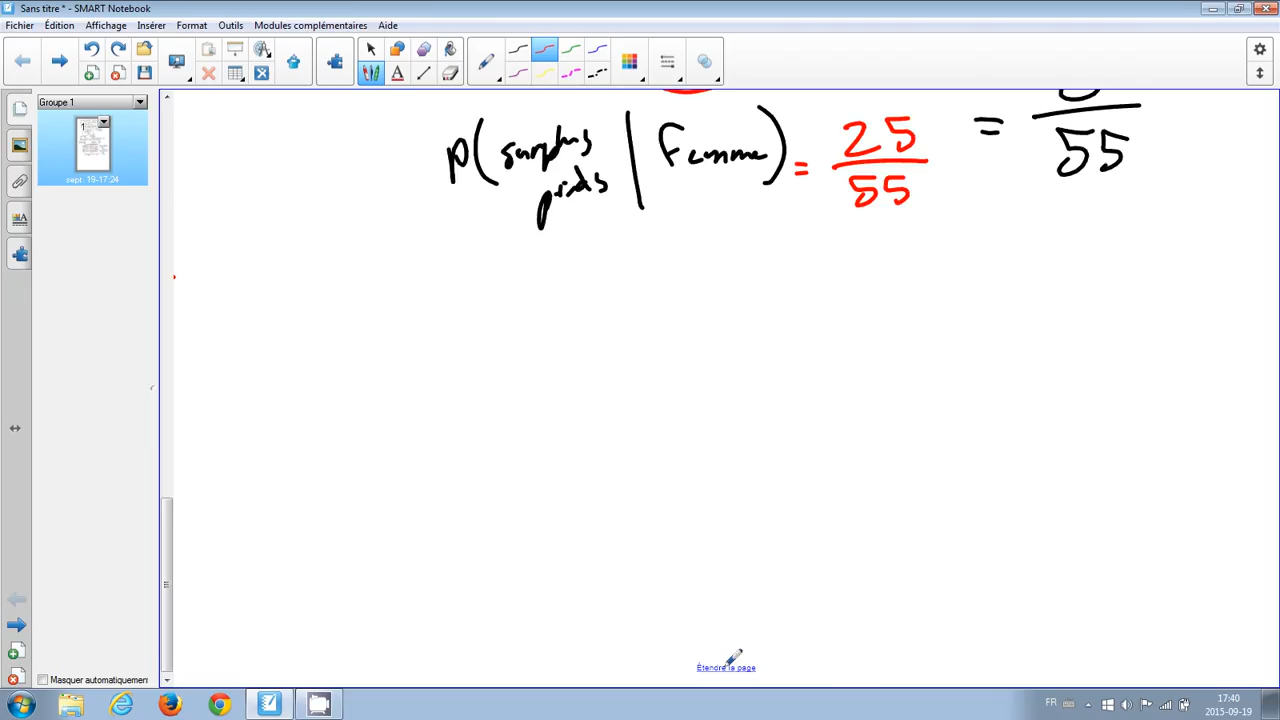 Sans titre * - SMART Notebook
Fichier Édition Affichage Insérer Format Outils Modules complémentaires Aide
Groupe 1
1
sept. 19-17:24
P( surplus | Femme) = 25
poids 55
= 55
Étendre la page
Masquer automatiquement
FR
17:40
2015-09-19